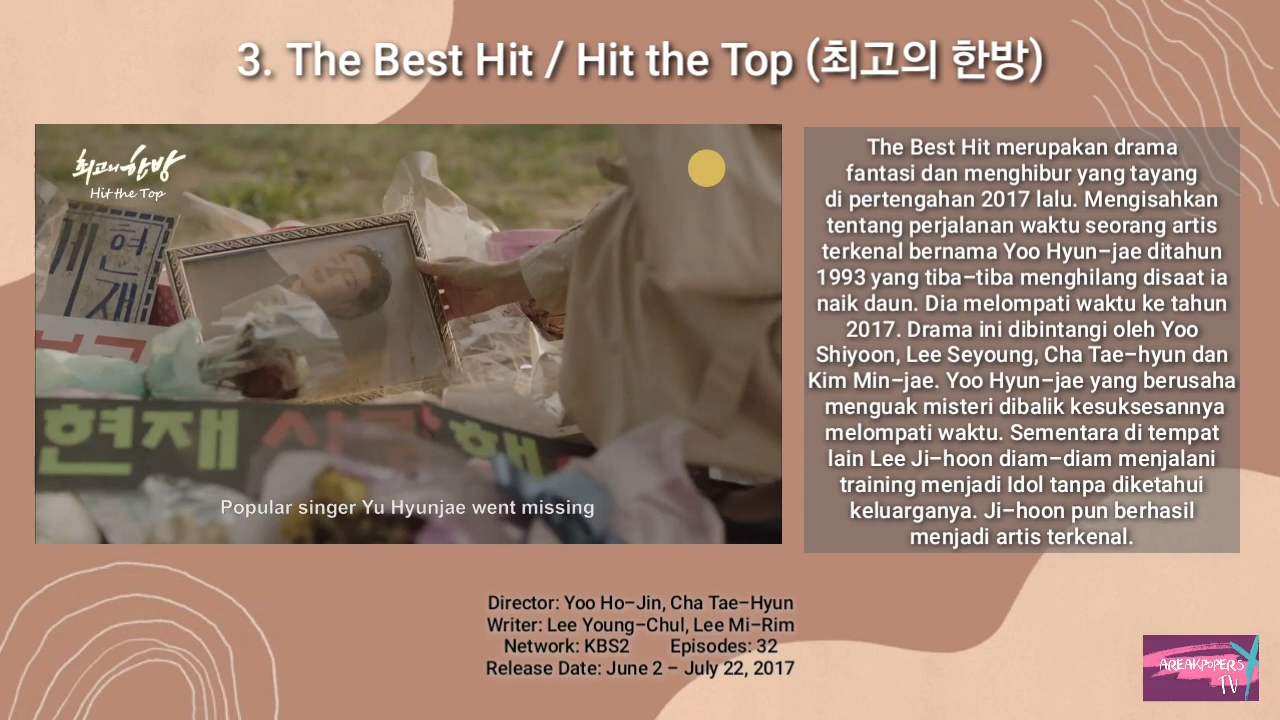 3. The Best Hit / Hit the Top (최고의 한방)
최고의 한방
Hit the Top
현
재
현재 사랑해
Popular singer Yu Hyunjae went missing
The Best Hit merupakan drama
fantasi dan menghibur yang tayang
di pertengahan 2017 lalu. Mengisahkan
tentang perjalanan waktu seorang artis
terkenal bernama Yoo Hyun-jae ditahun
1993 yang tiba-tiba menghilang disaat ia
naik daun. Dia melompati waktu ke tahun
2017. Drama ini dibintangi oleh Yoo
Shiyoon, Lee Seyoung, Cha Tae-hyun dan
Kim Min-jae. Yoo Hyun-jae yang berusaha
menguak misteri dibalik kesuksesannya
melompati waktu. Sementara di tempat
lain Lee Ji-hoon diam-diam menjalani
training menjadi Idol tanpa diketahui
keluarganya. Ji-hoon pun berhasil
menjadi artis terkenal.
Director: Yoo Ho-Jin, Cha Tae-Hyun
Writer: Lee Young-Chul, Lee Mi-Rim
Network: KBS2 Episodes: 32
Release Date: June 2 - July 22, 2017
AREAKPOPERS
TV